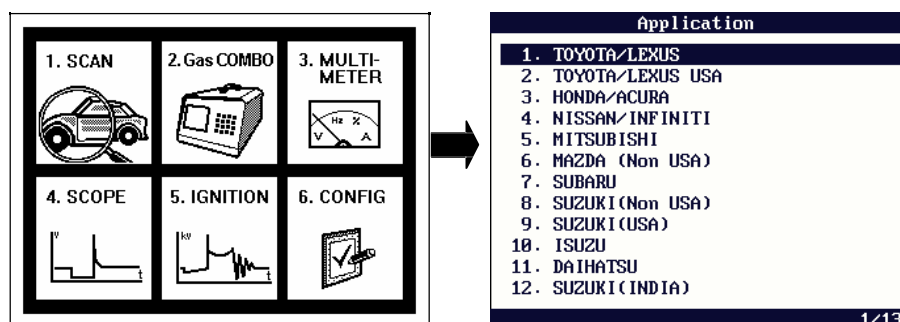 1. SCAN
2. Gas COMBO
3. MULTI-
METER
Hz %
V A
4. SCOPE
V
t
5. IGNITION
kv
t
6. CONFIG
Application
1. TOYOTA/LEXUS
2. TOYOTA/LEXUS USA
3. HONDA/ACURA
4. NISSAN/INFINITI
5. MITSUBISHI
6. MAZDA (Non USA)
7. SUBARU
8. SUZUKI(Non USA)
9. SUZUKI(USA)
10. ISUZU
11. DAIHATSU
12. SUZUKI(INDIA)
1/13